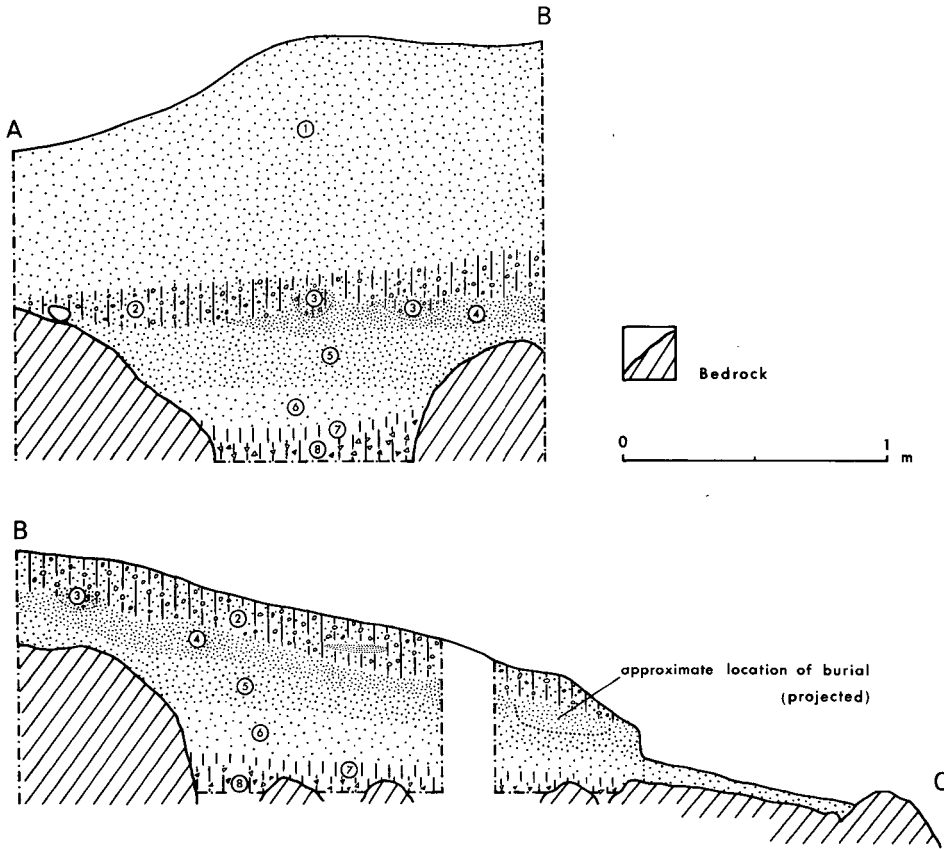 B
A
①
③
②
③
④
⑤
⑥
⑦
⑧
Bedrock
0 1
m
B
③
②
④
⑤
⑥
⑦
⑧
approximate location of burial
(projected)
C